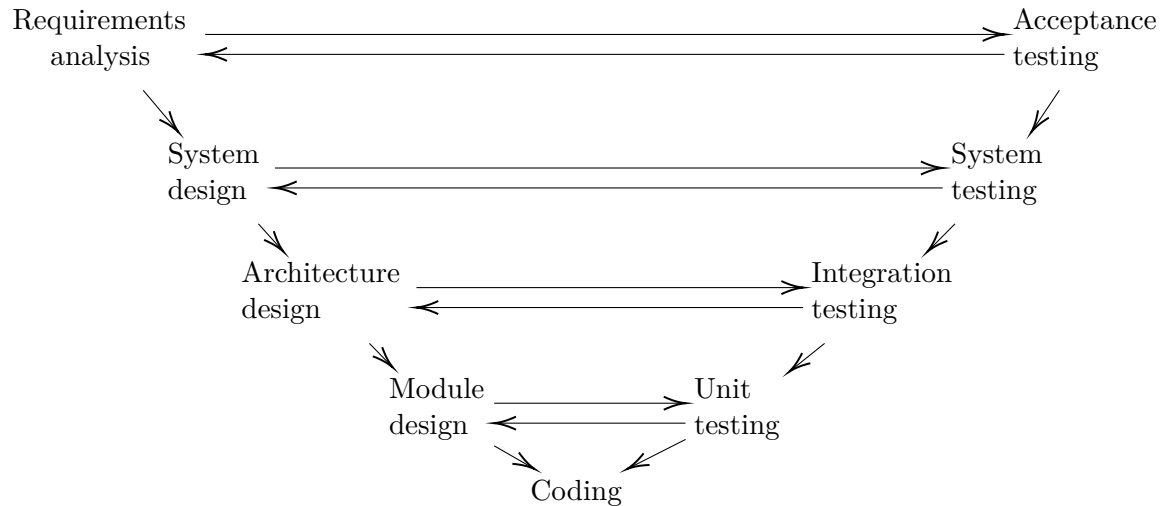 Requirements
analysis
Acceptance
testing
System
design
System
testing
Architecture
design
Integration
testing
Module
design
Unit
testing
Coding